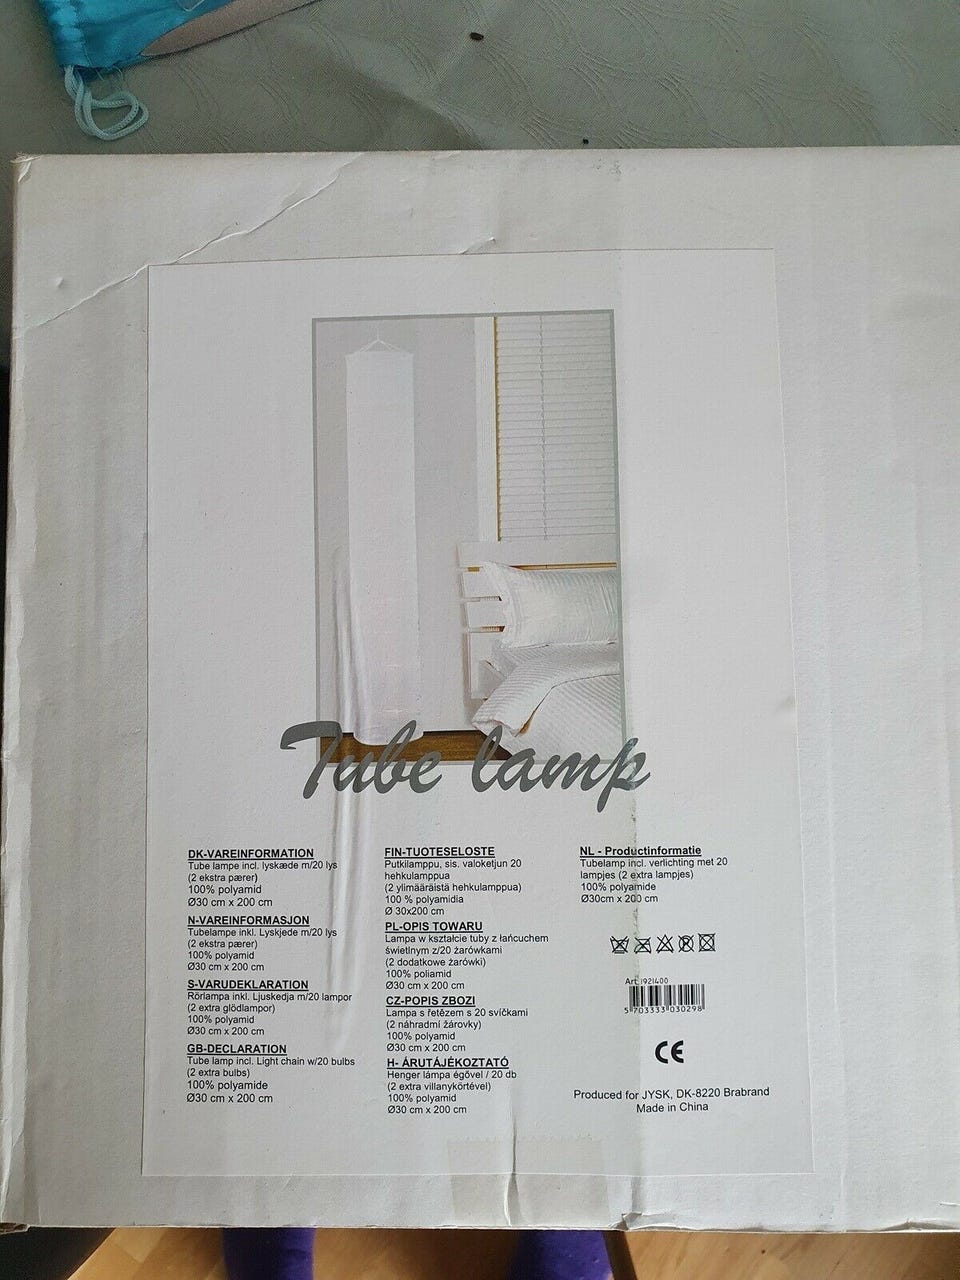 Tube lamp
DK-VAREINFORMATION
Tube lampe incl. lyskæde m/20 lys
(2 ekstra pærer)
100% polyamid
Ø30 cm x 200 cm
N-VAREINFORMASJON
Tubelampe inkl. Lyskjede m/20 lys
(2 ekstra pærer)
100% polyamid
Ø30 cm x 200 cm
S-VARUDEKLARATION
Rörlampa inkl. Ljuskedja m/20 lampor
(2 extra glödlampor)
100% polyamid
Ø30 cm x 200 cm
GB-DECLARATION
Tube lamp incl. Light chain w/20 bulbs
(2 extra bulbs)
100% polyamide
Ø30 cm x 200 cm
FIN-TUOTESELOSTE
Putkilamppu, sis. valoketjun 20
hehkulamppua
(2 ylimääräistä hehkulamppua)
100 % polyamidia
Ø 30x200 cm
PL-OPIS TOWARU
Lampa w kształcie tuby z łańcuchem
świetlnym z/20 żarówkami
(2 dodatkowe żarówki)
100% poliamid
Ø30 cm x 200 cm
CZ-POPIS ZBOZI
Lampa s řetězem s 20 svíčkami
(2 náhradní žárovky)
100% polyamid
Ø30 cm x 200 cm
H- ÁRUTÁJÉKOZTATÓ
Henger lámpa égővel / 20 db
(2 extra villanykörtével)
100% polyamid
Ø30 cm x 200 cm
NL - Productinformatie
Tubelamp incl. verlichting met 20
lampjes (2 extra lampjes)
100% polyamide
Ø30cm x 200 cm
Art. 1921400
5 703333 030298
CE
Produced for JYSK, DK-8220 Brabrand
Made in China